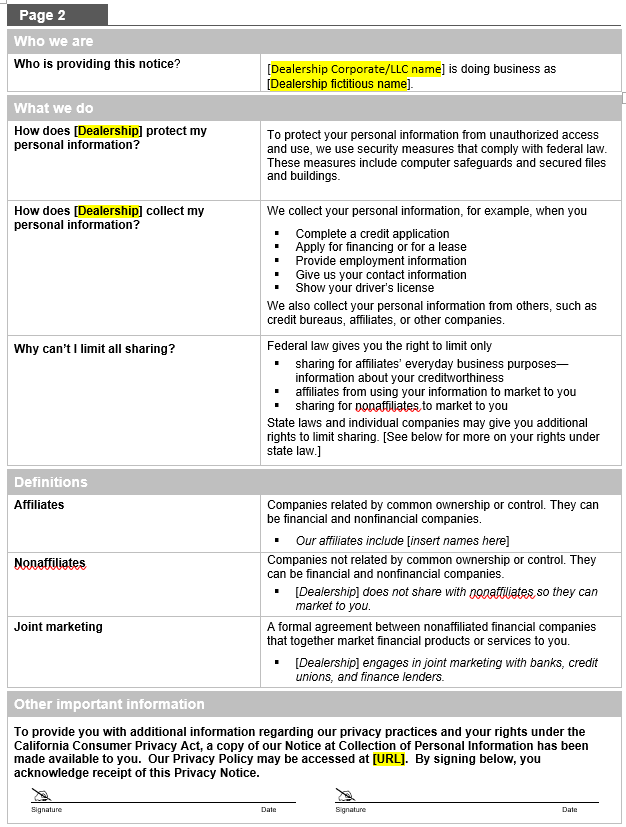 Page 2
Who we are
Who is providing this notice?
[Dealership Corporate/LLC name] is doing business as
[Dealership fictitious name].
What we do
How does [Dealership] protect my
personal information?
To protect your personal information from unauthorized access
and use, we use security measures that comply with federal law.
These measures include computer safeguards and secured files
and buildings.
How does [Dealership] collect my
personal information?
We collect your personal information, for example, when you
▪ Complete a credit application
▪ Apply for financing or for a lease
▪ Provide employment information
▪ Give us your contact information
▪ Show your driver's license
We also collect your personal information from others, such as
credit bureaus, affiliates, or other companies.
Why can't I limit all sharing?
Federal law gives you the right to limit only
▪ sharing for affiliates' everyday business purposes—
information about your creditworthiness
▪ affiliates from using your information to market to you
▪ sharing for nonaffiliates to market to you
State laws and individual companies may give you additional
rights to limit sharing. [See below for more on your rights under
state law.]
Definitions
Affiliates
Companies related by common ownership or control. They can
be financial and nonfinancial companies.
▪ Our affiliates include [insert names here]
Nonaffiliates
Companies not related by common ownership or control. They
can be financial and nonfinancial companies.
▪ [Dealership] does not share with nonaffiliates so they can
market to you.
Joint marketing
A formal agreement between nonaffiliated financial companies
that together market financial products or services to you.
▪ [Dealership] engages in joint marketing with banks, credit
unions, and finance lenders.
Other important information
To provide you with additional information regarding our privacy practices and your rights under the
California Consumer Privacy Act, a copy of our Notice at Collection of Personal Information has been
made available to you. Our Privacy Policy may be accessed at [URL]. By signing below, you
acknowledge receipt of this Privacy Notice.
Signature Date Signature Date